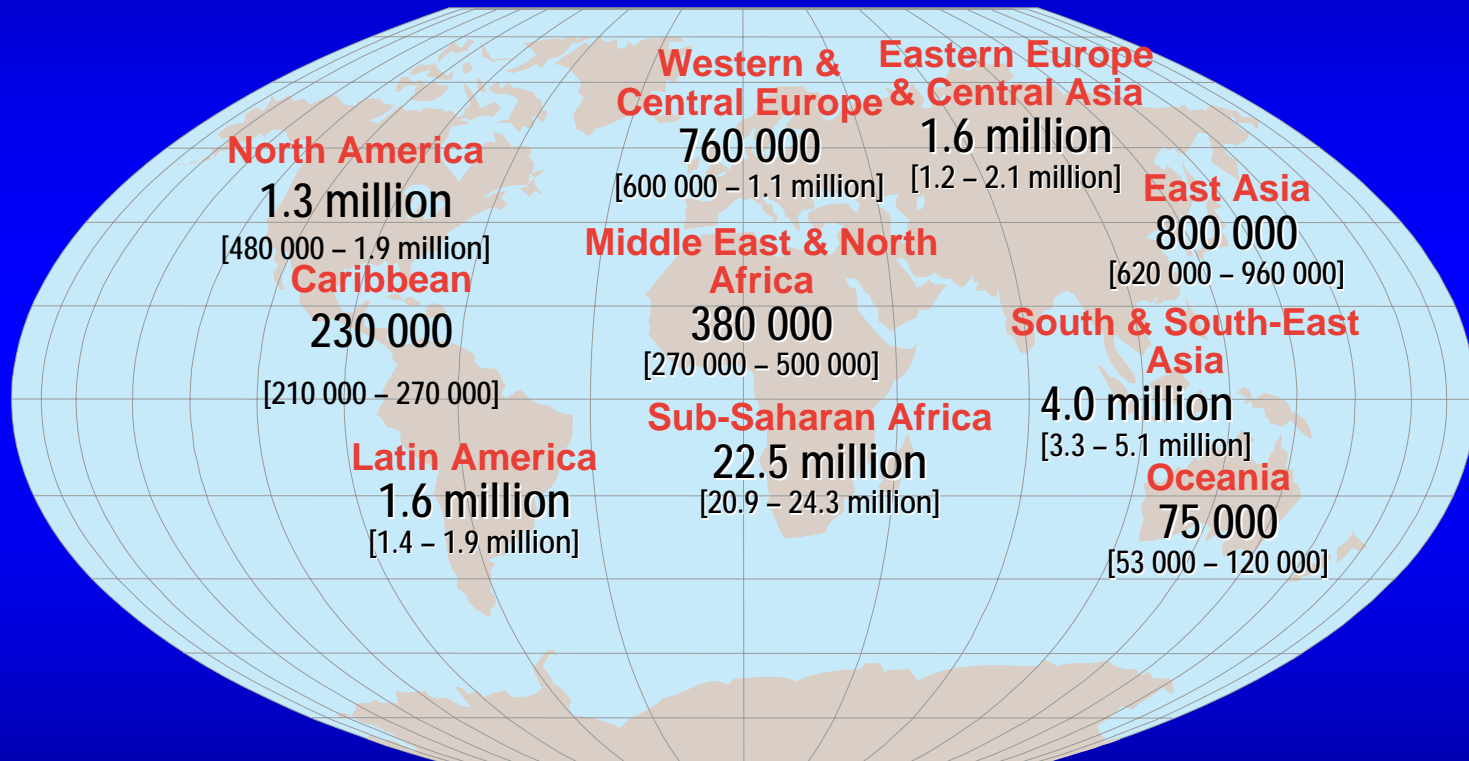 Western &
Central Europe
760 000
[600 000 – 1.1 million]
Eastern Europe
& Central Asia
1.6 million
[1.2 – 2.1 million]
North America
1.3 million
[480 000 – 1.9 million]
East Asia
800 000
[620 000 – 960 000]
Caribbean
230 000
[210 000 – 270 000]
Middle East & North
Africa
380 000
[270 000 – 500 000]
South & South-East
Asia
4.0 million
[3.3 – 5.1 million]
Sub-Saharan Africa
22.5 million
[20.9 – 24.3 million]
Latin America
1.6 million
[1.4 – 1.9 million]
Oceania
75 000
[53 000 – 120 000]